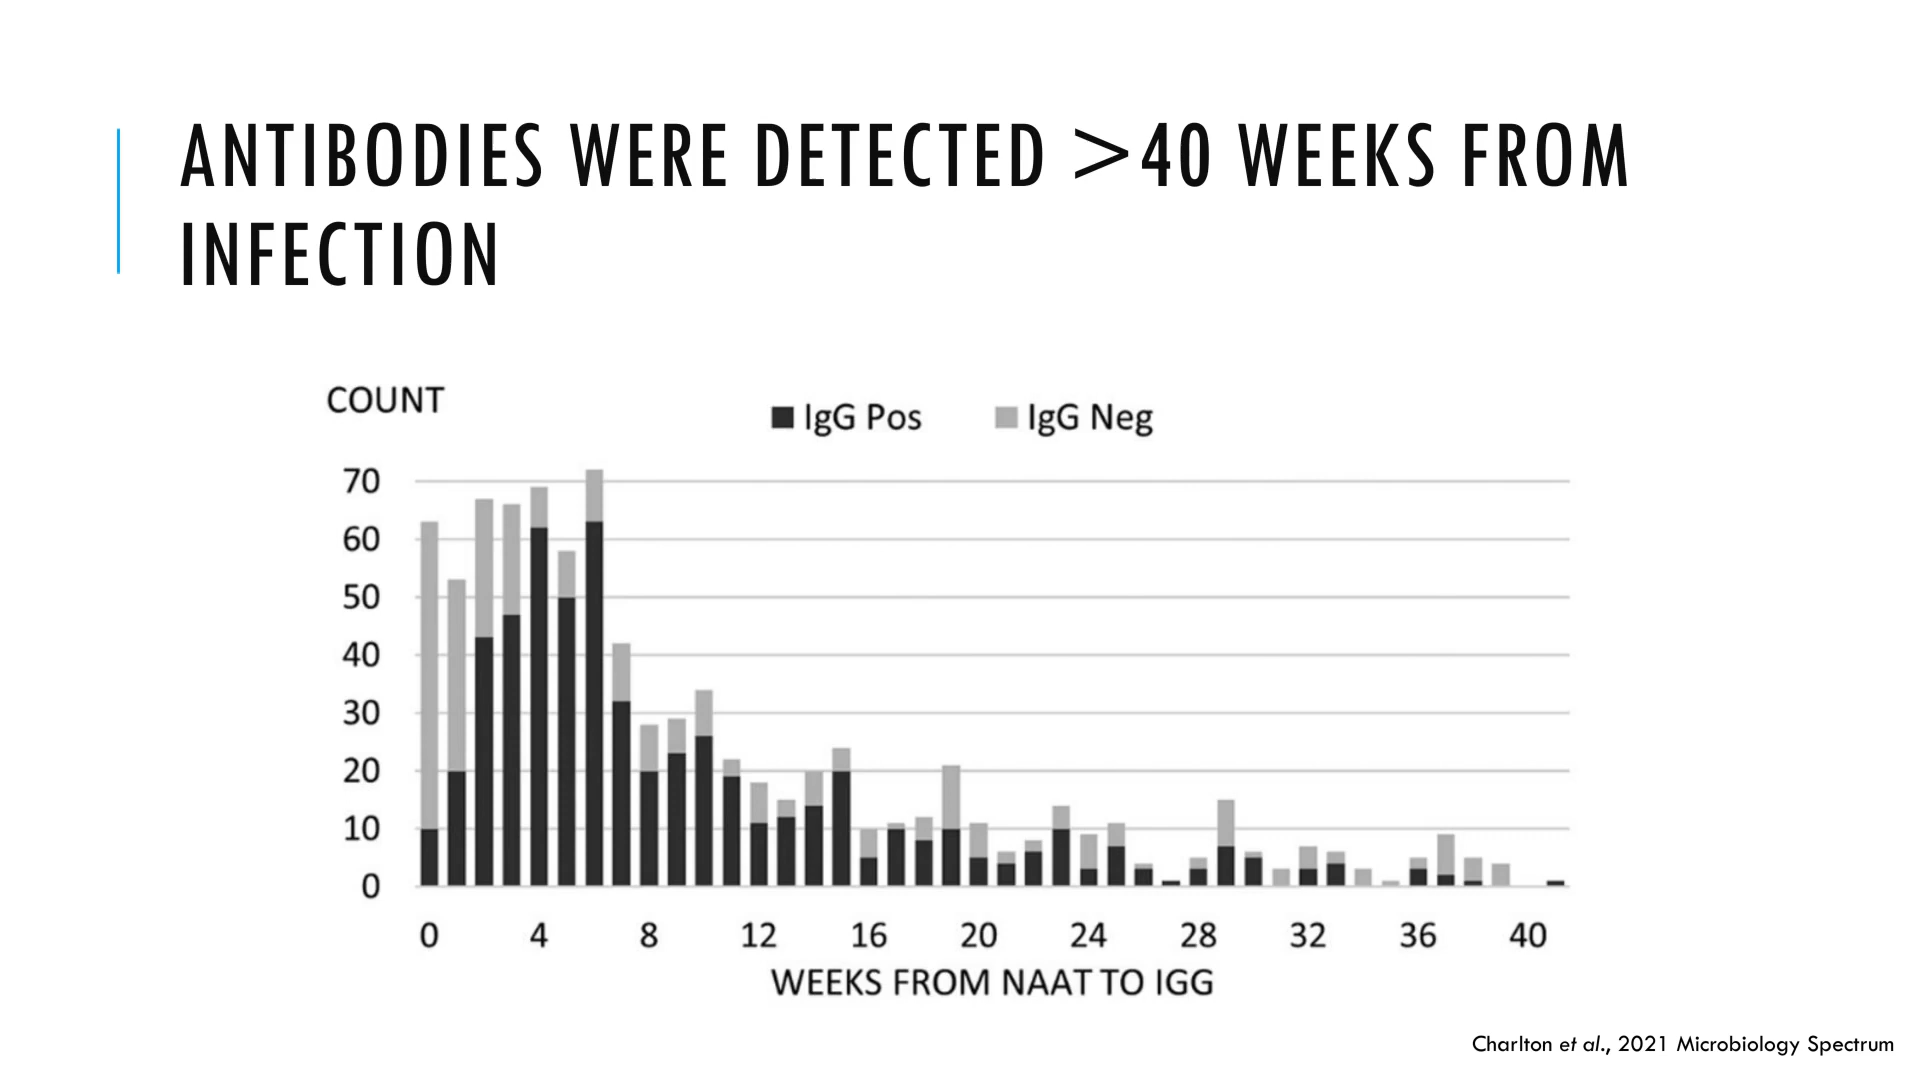 ANTIBODIES WERE DETECTED >40 WEEKS FROM
INFECTION
COUNT
IgG Pos IgG Neg
70
60
50
40
30
20
10
0
0 4 8 12 16 20 24 28 32 36 40
WEEKS FROM NAAT TO IGG
Charlton et al., 2021 Microbiology Spectrum